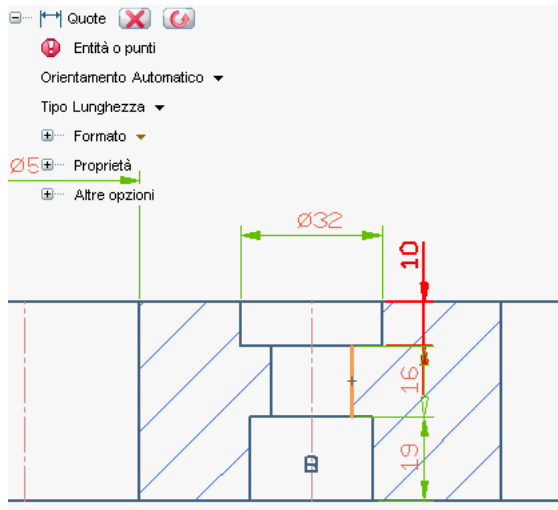 Quote
Entità o punti
Orientamento Automatico
Tipo Lunghezza
Formato
Ø5
Proprietà
Altre opzioni
Ø32
10
16
19